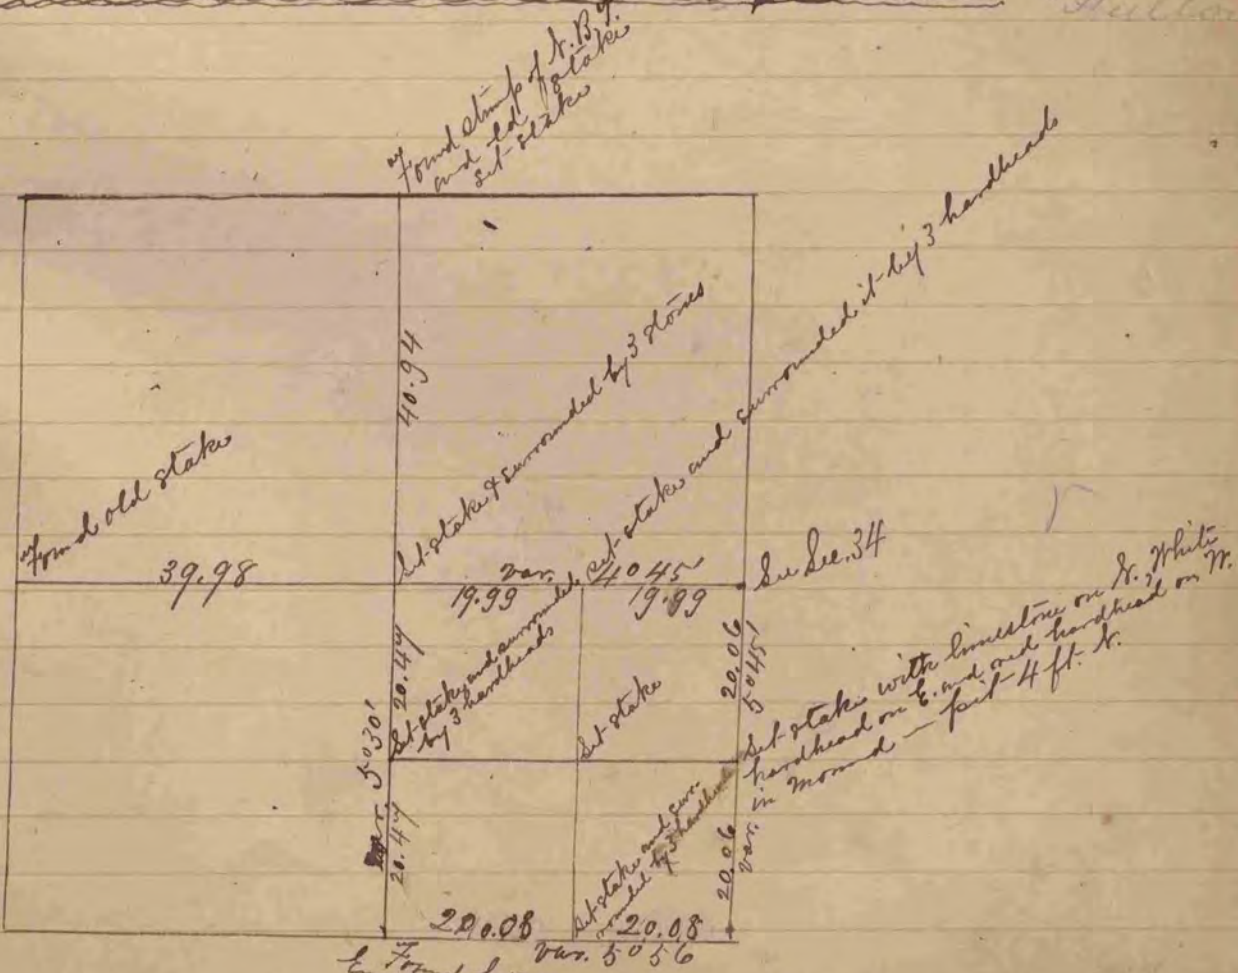 Found stump of N. B. T.
and old stake
Set stake
40.94
Found old stake
39.98
Set stake & surrounded by 3 stones
var. 4°45'
19.99
19.99
Set stake and surrounded it by 3 hardheads
See Sec. 34
20.47
Set stake and surrounded
by 3 hardheads
Set stake
20.06
5°45'
Set stake with limestone on S., White
hardhead on E. and red hardhead on W.
in mound — pit 4 ft. N.
var. 5°30'
20.47
Set stake and sur-
rounded by 3 hardheads
20.06
var.
20.08
20.08
var. 5°56
E. Found